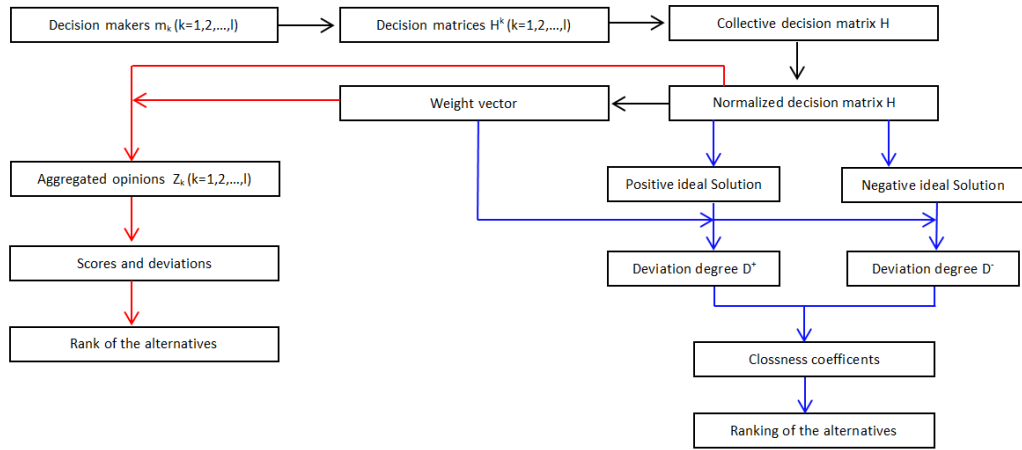 Decision makers mₖ (k=1,2,...,l)
Decision matrices Hᵏ (k=1,2,...,l)
Collective decision matrix H
Weight vector
Normalized decision matrix H
Aggregated opinions Zₖ (k=1,2,...,l)
Positive ideal Solution
Negative ideal Solution
Scores and deviations
Deviation degree D⁺
Deviation degree D⁻
Rank of the alternatives
Clossness coefficents
Ranking of the alternatives